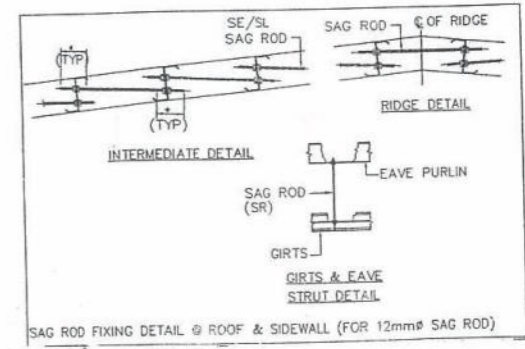 SE/SL
SAG ROD
(TYP)
(TYP)
INTERMEDIATE DETAIL
℄ OF RIDGE
SAG ROD
RIDGE DETAIL
EAVE PURLIN
SAG ROD
(SR)
GIRTS
GIRTS & EAVE
STRUT DETAIL
SAG ROD FIXING DETAIL @ ROOF & SIDEWALL (FOR 12mmø SAG ROD)